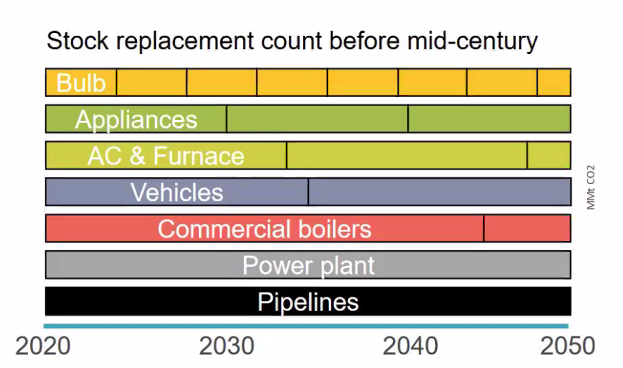 Stock replacement count before mid-century
Bulb
Appliances
AC & Furnace
Vehicles
Commercial boilers
Power plant
Pipelines
MMt CO2
2020 2030 2040 2050